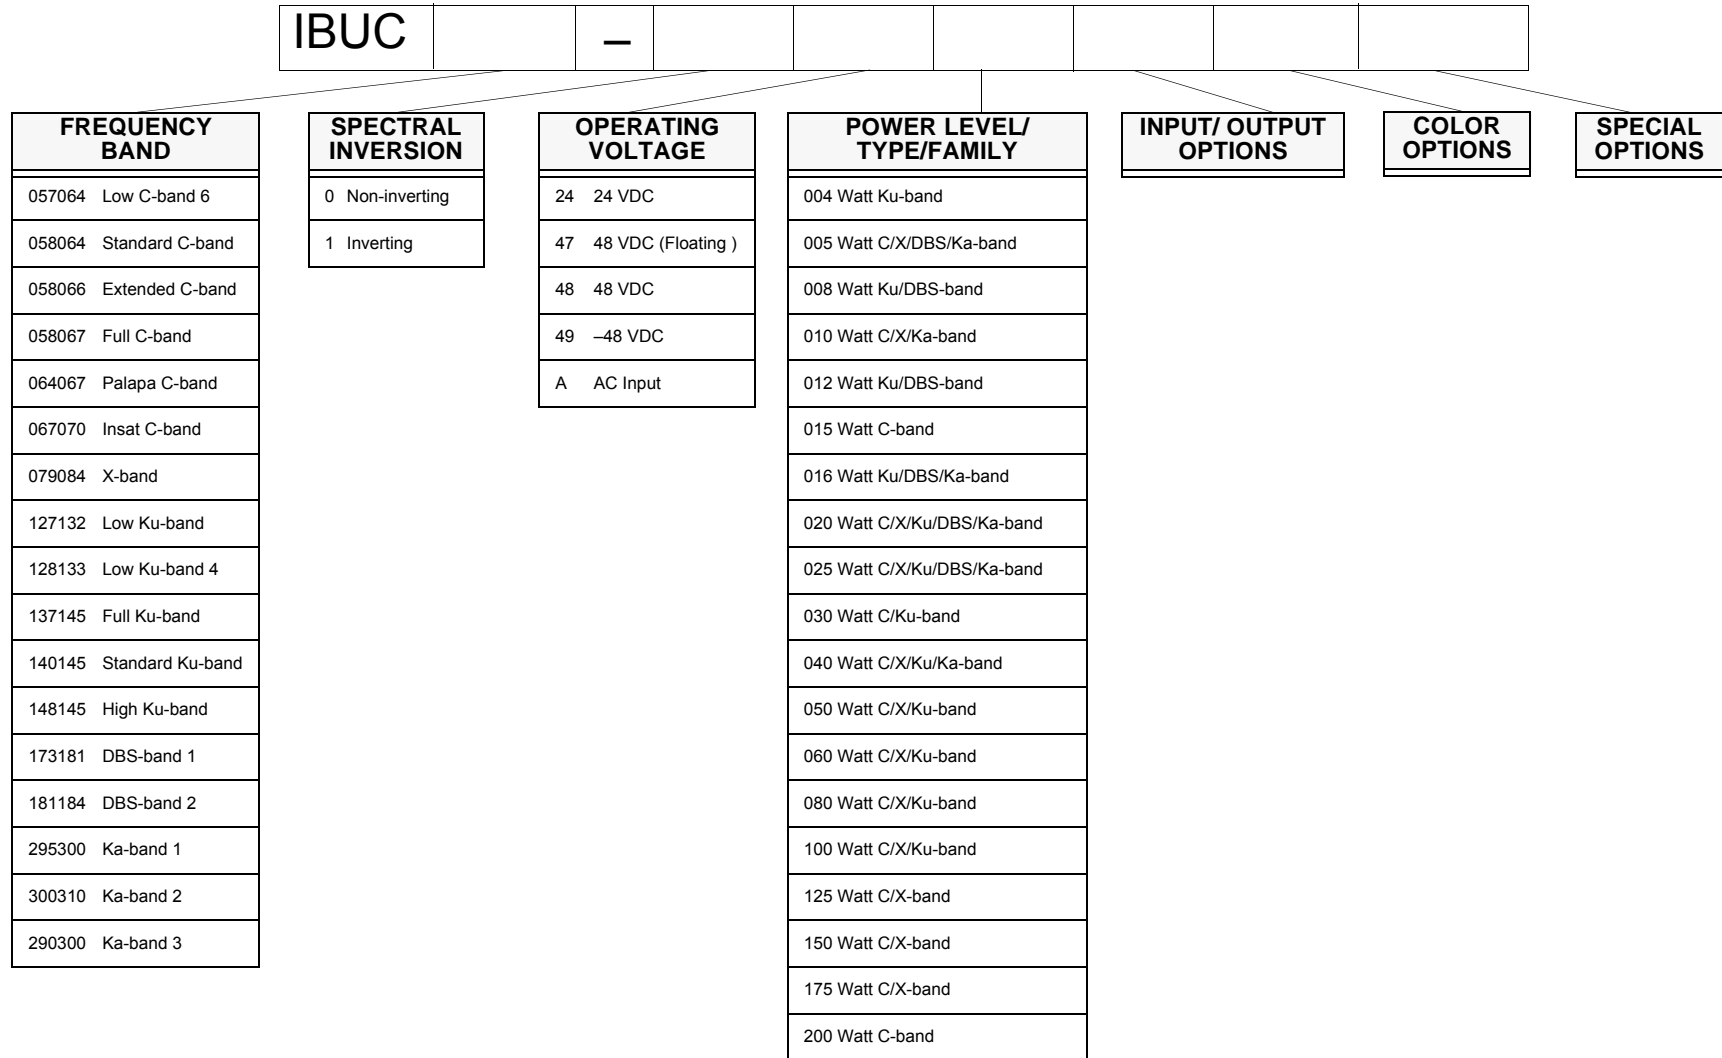 IBUC –
FREQUENCY
BAND
057064 Low C-band 6
058064 Standard C-band
058066 Extended C-band
058067 Full C-band
064067 Palapa C-band
067070 Insat C-band
079084 X-band
127132 Low Ku-band
128133 Low Ku-band 4
137145 Full Ku-band
140145 Standard Ku-band
148145 High Ku-band
173181 DBS-band 1
181184 DBS-band 2
295300 Ka-band 1
300310 Ka-band 2
290300 Ka-band 3
SPECTRAL
INVERSION
0 Non-inverting
1 Inverting
OPERATING
VOLTAGE
24 24 VDC
47 48 VDC (Floating )
48 48 VDC
49 –48 VDC
A AC Input
POWER LEVEL/
TYPE/FAMILY
004 Watt Ku-band
005 Watt C/X/DBS/Ka-band
008 Watt Ku/DBS-band
010 Watt C/X/Ka-band
012 Watt Ku/DBS-band
015 Watt C-band
016 Watt Ku/DBS/Ka-band
020 Watt C/X/Ku/DBS/Ka-band
025 Watt C/X/Ku/DBS/Ka-band
030 Watt C/Ku-band
040 Watt C/X/Ku/Ka-band
050 Watt C/X/Ku-band
060 Watt C/X/Ku-band
080 Watt C/X/Ku-band
100 Watt C/X/Ku-band
125 Watt C/X-band
150 Watt C/X-band
175 Watt C/X-band
200 Watt C-band
INPUT/ OUTPUT
OPTIONS
COLOR
OPTIONS
SPECIAL
OPTIONS